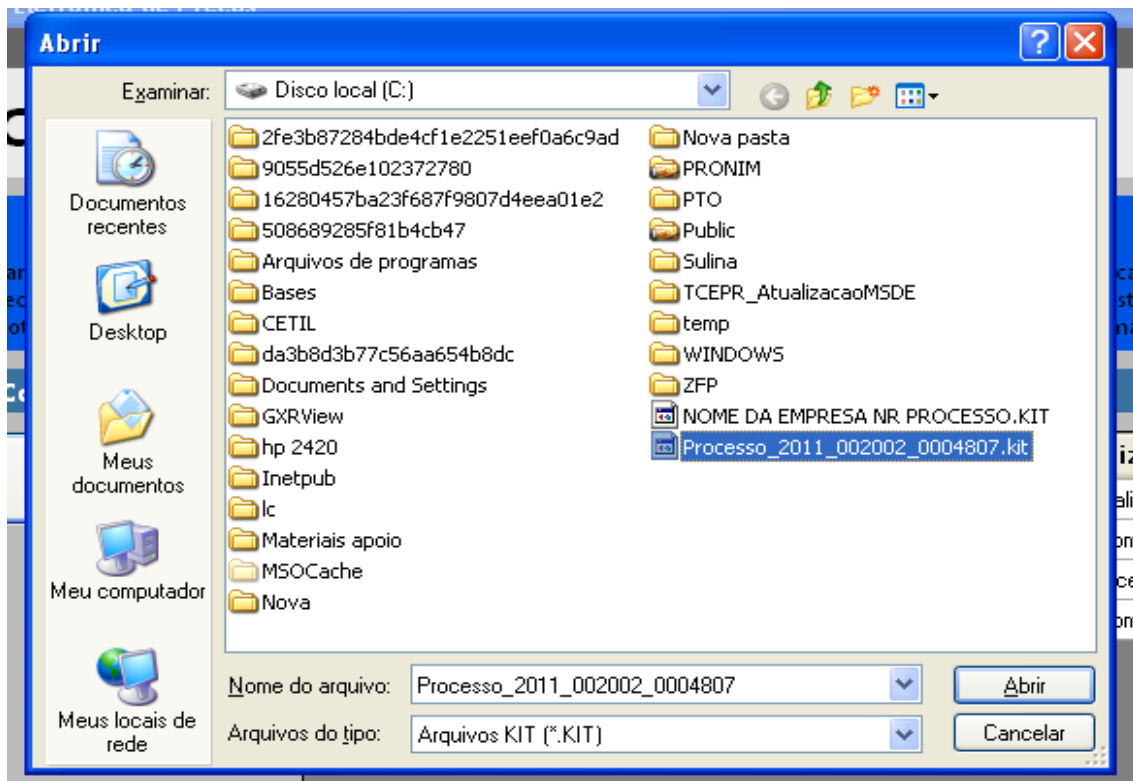 Abrir
Examinar:
Disco local (C:)
Documentos
recentes
Desktop
Meus
documentos
Meu computador
Meus locais de
rede
2fe3b87284bde4cf1e2251eef0a6c9ad
9055d526e102372780
16280457ba23f687f9807d4eea01e2
508689285f81b4cb47
Arquivos de programas
Bases
CETIL
da3b8d3b77c56aa654b8dc
Documents and Settings
GXRView
hp 2420
Inetpub
lc
Materiais apoio
MSOCache
Nova
Nova pasta
PRONIM
PTO
Public
Sulina
TCEPR_AtualizacaoMSDE
temp
WINDOWS
ZFP
NOME DA EMPRESA NR PROCESSO.KIT
Processo_2011_002002_0004807.kit
Nome do arquivo:
Processo_2011_002002_0004807
Abrir
Arquivos do tipo:
Arquivos KIT (*.KIT)
Cancelar